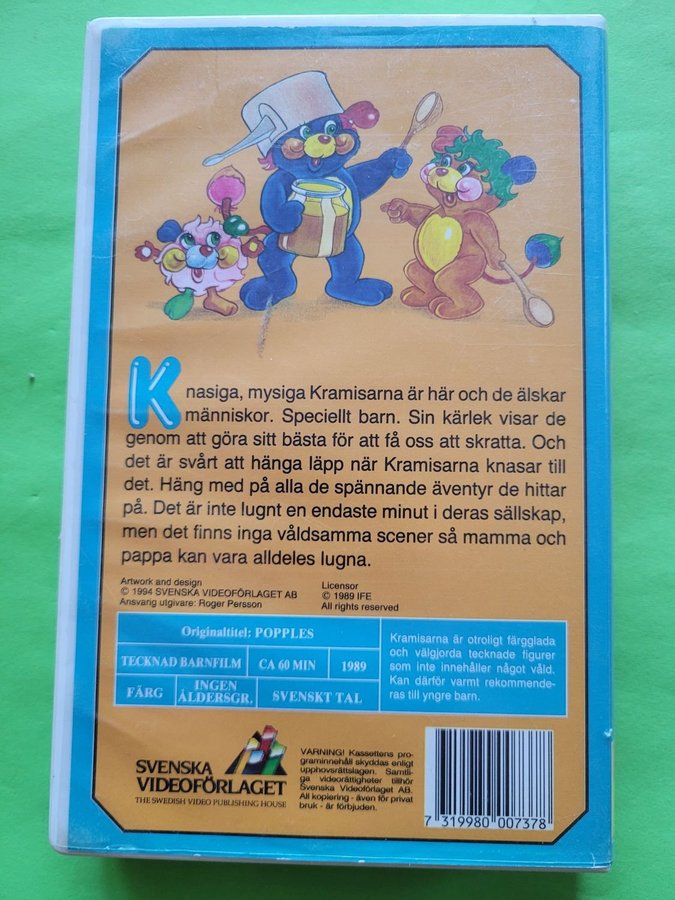 Knasiga, mysiga Kramisarna är här och de älskar
människor. Speciellt barn. Sin kärlek visar de
genom att göra sitt bästa för att få oss att skratta. Och
det är svårt att hänga läpp när Kramisarna knasar till
det. Häng med på alla de spännande äventyr de hittar
på. Det är inte lugnt en endaste minut i deras sällskap,
men det finns inga våldsamma scener så mamma och
pappa kan vara alldeles lugna.
Artwork and design
© 1994 SVENSKA VIDEOFÖRLAGET AB
Ansvarig utgivare: Roger Persson
Licensor
© 1989 IFE
All rights reserved
Originaltitel: POPPLES
TECKNAD BARNFILM
CA 60 MIN
1989
FÄRG
INGEN
ÅLDERSGR.
SVENSKT TAL
Kramisarna är otroligt färgglada
och välgjorda tecknade figurer
som inte innehåller något våld.
Kan därför varmt rekommende-
ras till yngre barn.
SVENSKA
VIDEOFÖRLAGET
THE SWEDISH VIDEO PUBLISHING HOUSE
VARNING! Kassettens pro-
graminnehåll skyddas enligt
upphovsrättslagen. Samtli-
ga videorättigheter tillhör
Svenska Videoförlaget AB.
All kopiering - även för privat
bruk - är förbjuden.
7 319980 007378